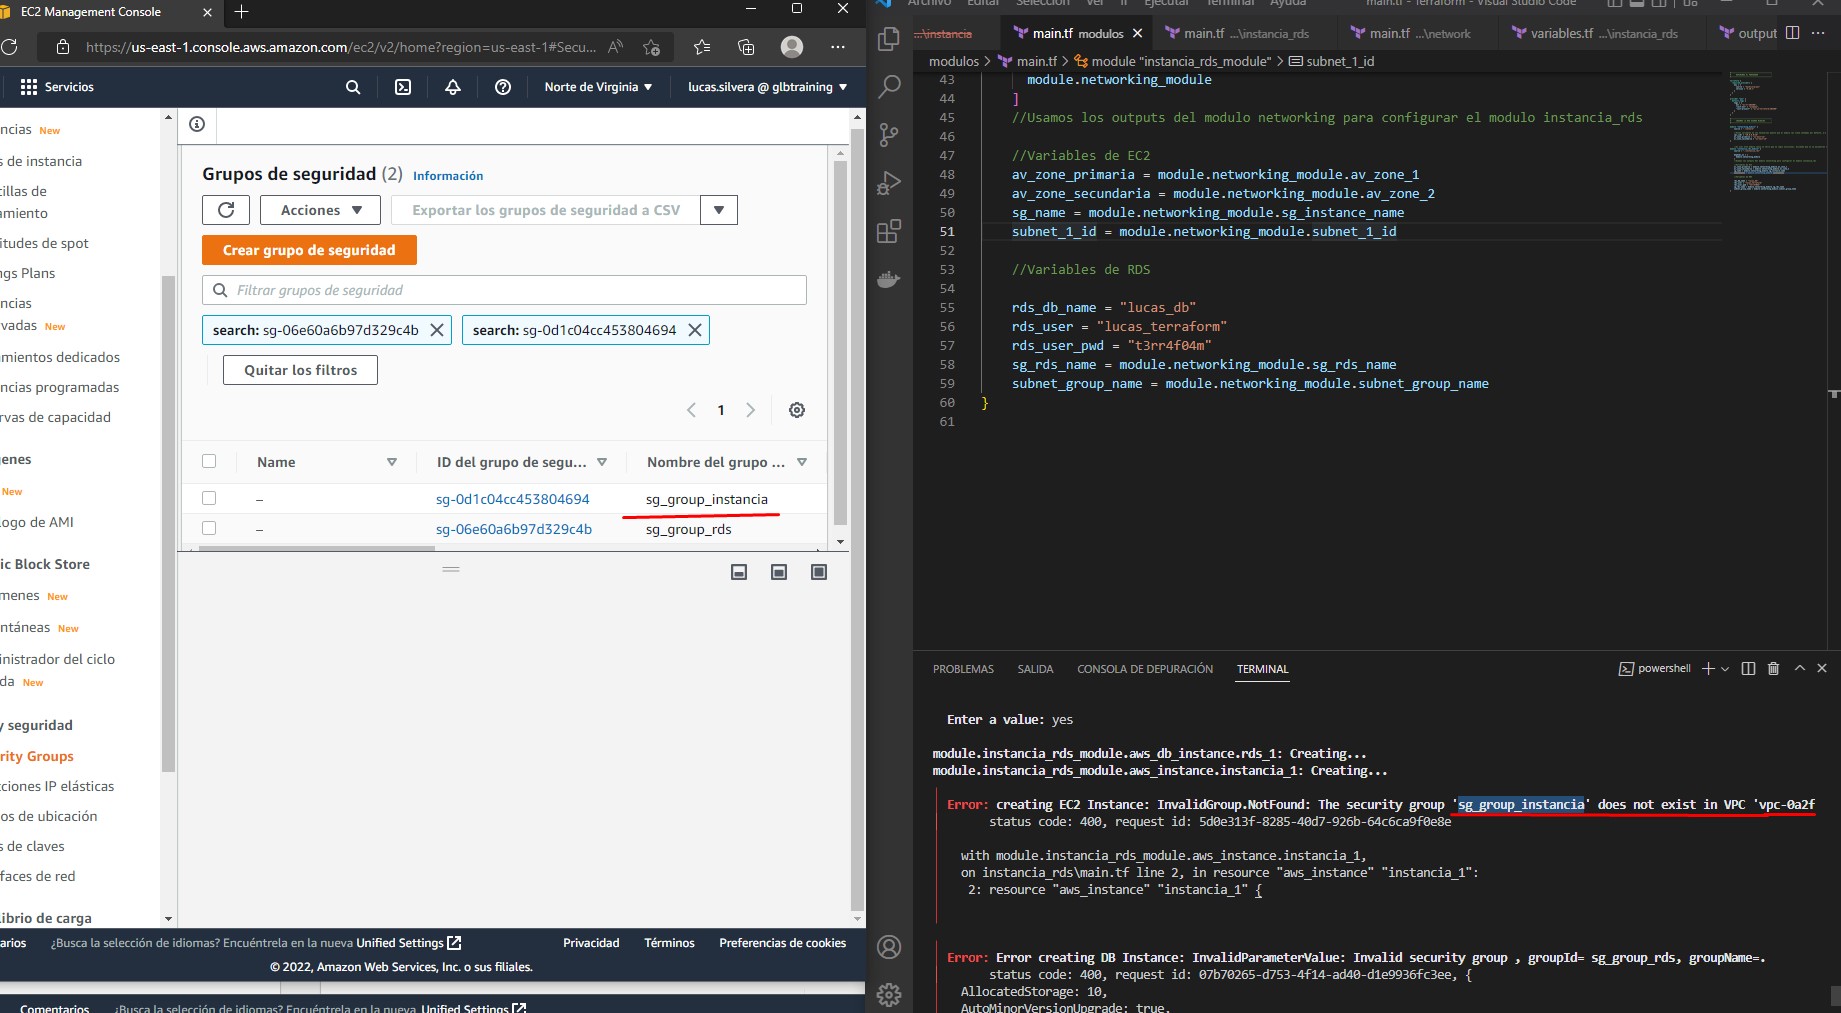 EC2 Management Console
https://us-east-1.console.aws.amazon.com/ec2/v2/home?region=us-east-1#Secu...
Servicios
Norte de Virginia
lucas.silvera @ glbtraining
ncias New
s de instancia
tillas de
amiento
itudes de spot
ngs Plans
ncias
rvadas New
mientos dedicados
ncias programadas
rvas de capacidad
enes
New
logo de AMI
ic Block Store
menes New
ntáneas New
inistrador del ciclo
da New
y seguridad
rity Groups
ciones IP elásticas
os de ubicación
s de claves
faces de red
librio de carga
Grupos de seguridad (2) Información
Acciones
Exportar los grupos de seguridad a CSV
Crear grupo de seguridad
Filtrar grupos de seguridad
search: sg-06e60a6b97d329c4b
search: sg-0d1c04cc453804694
Quitar los filtros
1
Name
ID del grupo de segu...
Nombre del grupo ...
– sg-0d1c04cc453804694 sg_group_instancia
– sg-06e60a6b97d329c4b sg_group_rds
arios
¿Busca la selección de idiomas? Encuéntrela en la nueva Unified Settings
Privacidad
Términos
Preferencias de cookies
© 2022, Amazon Web Services, Inc. o sus filiales.
Comentarios
¿Busca la selección de idiomas? Encuéntrela en la nueva Unified Settings
Archivo Editar Selección Ver Ir Ejecutar Terminal Ayuda
main.tf - Terraform - Visual Studio Code
...\instancia
main.tf modulos
main.tf ...\instancia_rds
main.tf ...\network
variables.tf ...\instancia_rds
output
modulos > main.tf > module "instancia_rds_module" > subnet_1_id
43 module.networking_module
44 ]
45 //Usamos los outputs del modulo networking para configurar el modulo instancia_rds
46
47 //Variables de EC2
48 av_zone_primaria = module.networking_module.av_zone_1
49 av_zone_secundaria = module.networking_module.av_zone_2
50 sg_name = module.networking_module.sg_instance_name
51 subnet_1_id = module.networking_module.subnet_1_id
52
53 //Variables de RDS
54
55 rds_db_name = "lucas_db"
56 rds_user = "lucas_terraform"
57 rds_user_pwd = "t3rr4f04m"
58 sg_rds_name = module.networking_module.sg_rds_name
59 subnet_group_name = module.networking_module.subnet_group_name
60 }
61
PROBLEMAS SALIDA CONSOLA DE DEPURACIÓN TERMINAL
powershell
Enter a value: yes
module.instancia_rds_module.aws_db_instance.rds_1: Creating...
module.instancia_rds_module.aws_instance.instancia_1: Creating...
Error: creating EC2 Instance: InvalidGroup.NotFound: The security group 'sg_group_instancia' does not exist in VPC 'vpc-0a2f
status code: 400, request id: 5d0e313f-8285-40d7-926b-64c6ca9f0e8e
with module.instancia_rds_module.aws_instance.instancia_1,
on instancia_rds\main.tf line 2, in resource "aws_instance" "instancia_1":
2: resource "aws_instance" "instancia_1" {
Error: Error creating DB Instance: InvalidParameterValue: Invalid security group , groupId= sg_group_rds, groupName=.
status code: 400, request id: 07b70265-d753-4f14-ad40-d1e9936fc3ee, {
AllocatedStorage: 10,
AutoMinorVersionUpgrade: true,